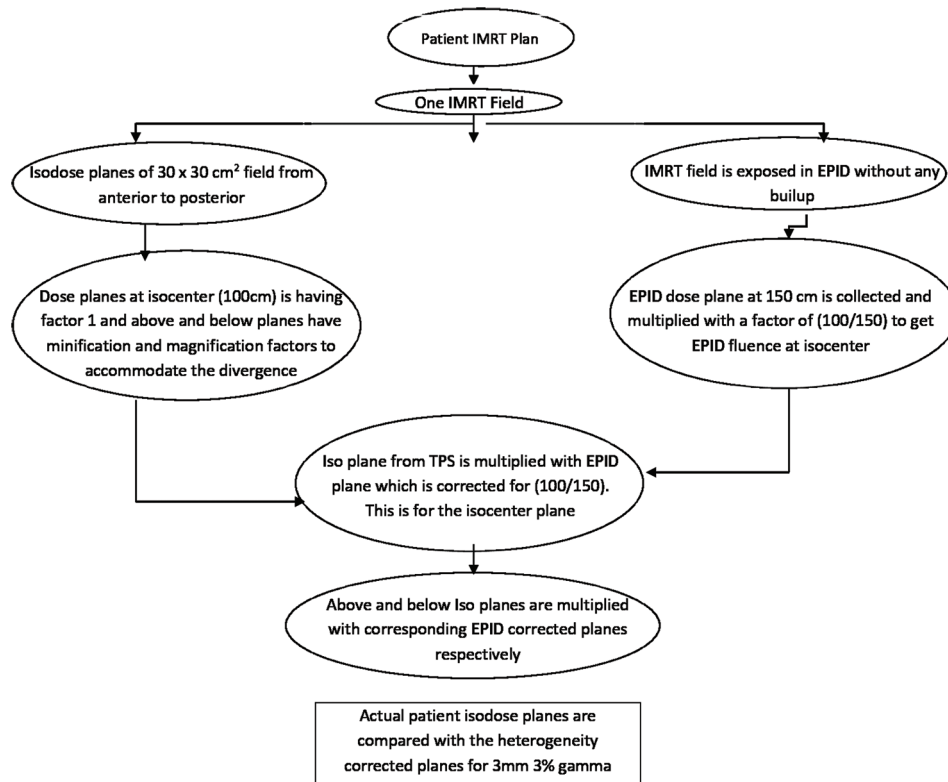 Patient IMRT Plan
One IMRT Field
Isodose planes of 30 x 30 cm² field from
anterior to posterior
IMRT field is exposed in EPID without any
builup
Dose planes at isocenter (100cm) is having
factor 1 and above and below planes have
minification and magnification factors to
accommodate the divergence
EPID dose plane at 150 cm is collected and
multiplied with a factor of (100/150) to get
EPID fluence at isocenter
Iso plane from TPS is multiplied with EPID
plane which is corrected for (100/150).
This is for the isocenter plane
Above and below Iso planes are multiplied
with corresponding EPID corrected planes
respectively
Actual patient isodose planes are
compared with the heterogeneity
corrected planes for 3mm 3% gamma